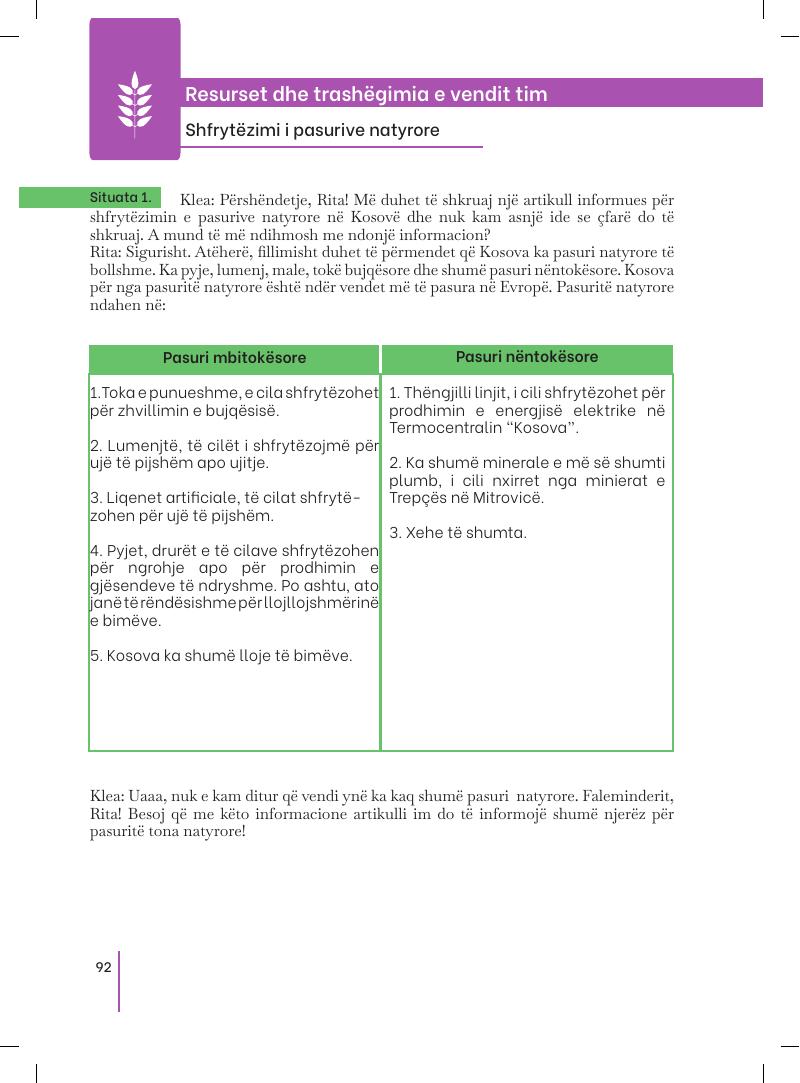 Resurset dhe trashëgimia e vendit tim
Shfrytëzimi i pasurive natyrore
Situata 1.
Klea: Përshëndetje, Rita! Më duhet të shkruaj një artikull informues për
shfrytëzimin e pasurive natyrore në Kosovë dhe nuk kam asnjë ide se çfarë do të
shkruaj. A mund të më ndihmosh me ndonjë informacion?
Rita: Sigurisht. Atëherë, fillimisht duhet të përmendet që Kosova ka pasuri natyrore të
bollshme. Ka pyje, lumenj, male, tokë bujqësore dhe shumë pasuri nëntokësore. Kosova
për nga pasuritë natyrore është ndër vendet më të pasura në Evropë. Pasuritë natyrore
ndahen në:
Pasuri mbitokësore
1.Toka e punueshme, e cila shfrytëzohet
për zhvillimin e bujqësisë.
2. Lumenjtë, të cilët i shfrytëzojmë për
ujë të pijshëm apo ujitje.
3. Liqenet artificiale, të cilat shfrytë-
zohen për ujë të pijshëm.
4. Pyjet, drurët e të cilave shfrytëzohen
për ngrohje apo për prodhimin e
gjësendeve të ndryshme. Po ashtu, ato
janë të rëndësishme për llojllojshmërinë
e bimëve.
5. Kosova ka shumë lloje të bimëve.
Pasuri nëntokësore
1. Thëngjilli linjit, i cili shfrytëzohet për
prodhimin e energjisë elektrike në
Termocentralin “Kosova”.
2. Ka shumë minerale e më së shumti
plumb, i cili nxirret nga minierat e
Trepçës në Mitrovicë.
3. Xehe të shumta.
Klea: Uaaa, nuk e kam ditur që vendi ynë ka kaq shumë pasuri natyrore. Faleminderit,
Rita! Besoj që me këto informacione artikulli im do të informojë shumë njerëz për
pasuritë tona natyrore!
92